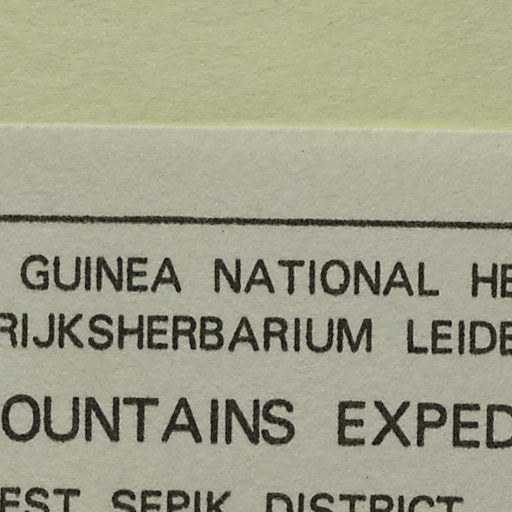 GUINEA NATIONAL HE
RIJKSHERBARIUM LEIDE
OUNTAINS EXPED
EST SEPIK DISTRICT